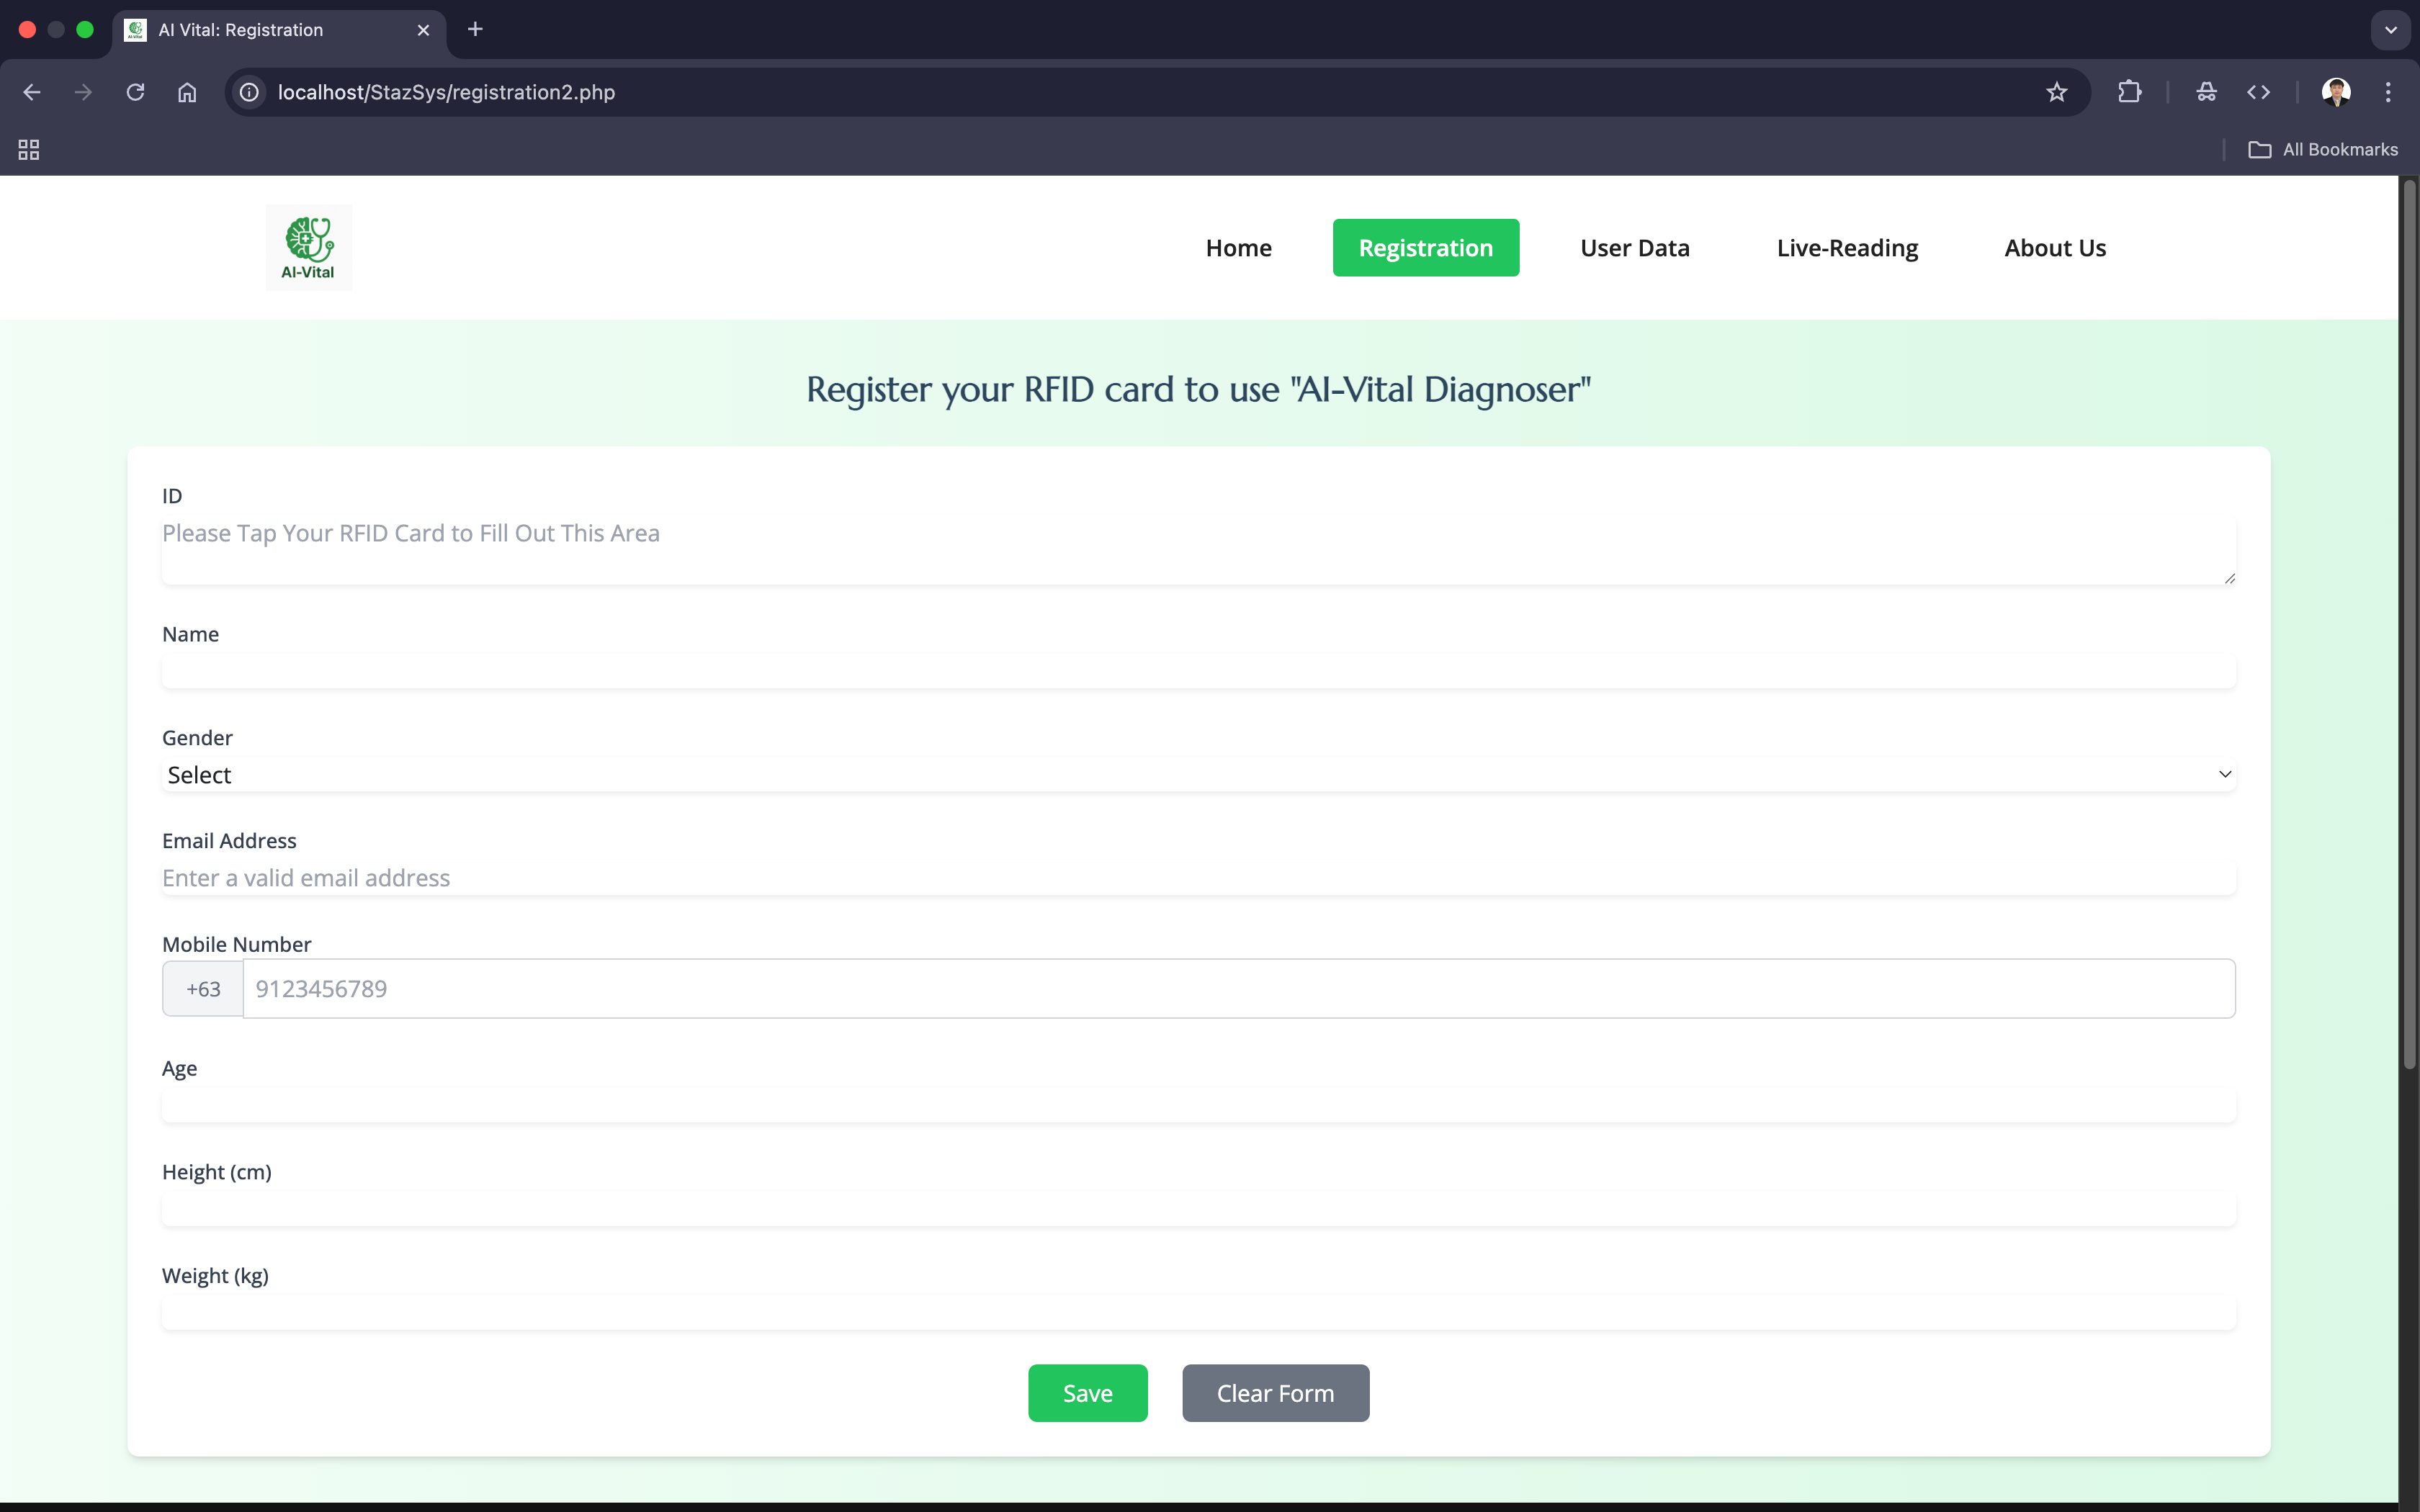 AI Vital: Registration
localhost/StazSys/registration2.php
All Bookmarks
AI-Vital
Home
Registration
User Data
Live-Reading
About Us
Register your RFID card to use "AI-Vital Diagnoser"
ID
Please Tap Your RFID Card to Fill Out This Area
Name
Gender
Select
Email Address
Enter a valid email address
Mobile Number
+63
9123456789
Age
Height (cm)
Weight (kg)
Save
Clear Form